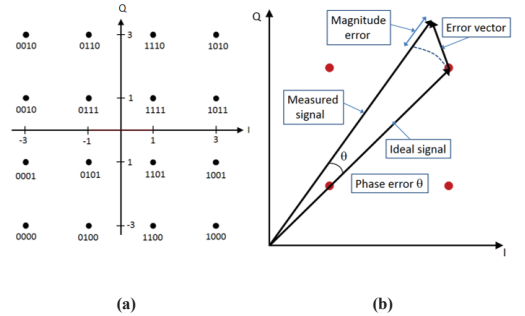 Q
3
0010 0110 1110 1010
1
0010 0111 1110 1011
I
-3 -1 1 3
1
0001 0101 1101 1001
-3
0000 0100 1100 1000
(a)
Q
Magnitude
error
Error vector
Measured
signal
Ideal signal
θ
Phase error θ
I
(b)